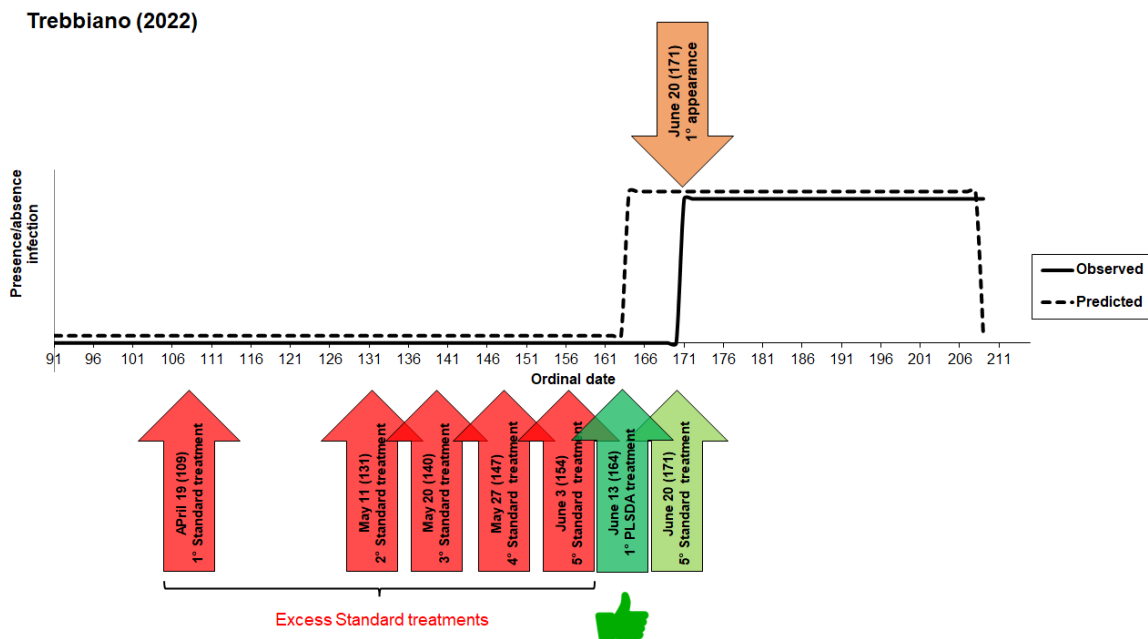 Trebbiano (2022)
June 20 (171)
1° appearance
Presence/absence
infection
Observed
Predicted
91 96 101 106 111 116 121 126 131 136 141 146 151 156 161 166 171 176 181 186 191 196 201 206 211
Ordinal date
APril 19 (109)
1° Standard treatment
May 11 (131)
2° Standard treatment
May 20 (140)
3° Standard treatment
May 27 (147)
4° Standard treatment
June 3 (154)
5° Standard treatment
June 13 (164)
1° PLSDA treatment
June 20 (171)
5° Standard treatment
Excess Standard treatments